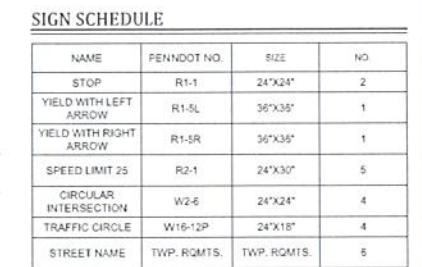 SIGN SCHEDULE
NAME PENNDOT NO. SIZE NO.
STOP R1-1 24"X24" 2
YIELD WITH LEFT
ARROW R1-5L 36"X36" 1
YIELD WITH RIGHT
ARROW R1-5R 36"X36" 1
SPEED LIMIT 25 R2-1 24"X30" 5
CIRCULAR
INTERSECTION W2-6 24"X24" 4
TRAFFIC CIRCLE W16-12P 24"X18" 4
STREET NAME TWP. RQMTS. TWP. RQMTS. 6